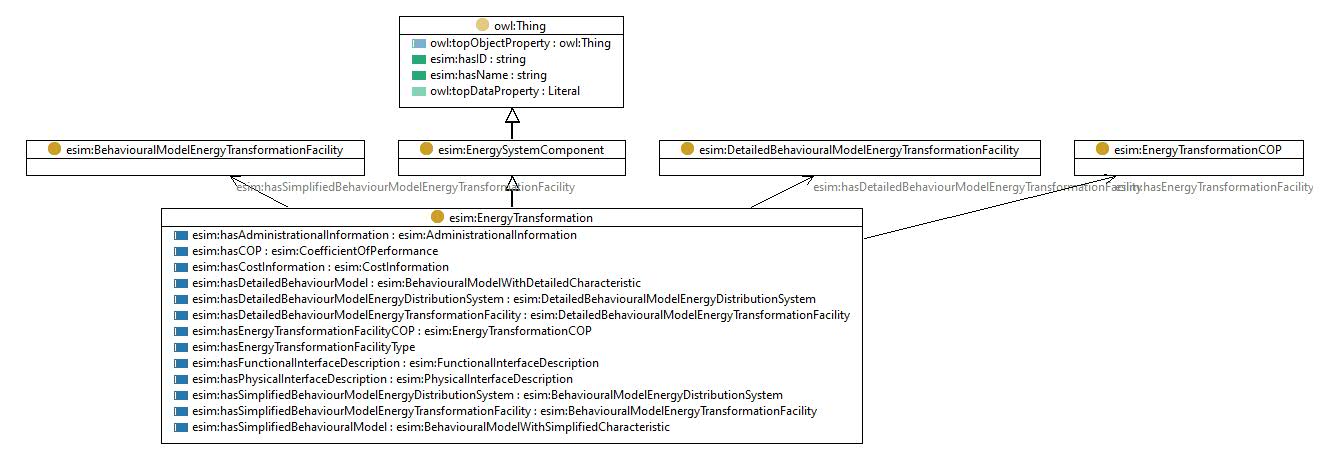 owl:Thing
owl:topObjectProperty : owl:Thing
esim:hasID : string
esim:hasName : string
owl:topDataProperty : Literal
esim:BehaviouralModelEnergyTransformationFacility
esim:EnergySystemComponent
esim:DetailedBehaviouralModelEnergyTransformationFacility
esim:EnergyTransformationCOP
esim:hasSimplifiedBehaviourModelEnergyTransformationFacility
esim:hasDetailedBehaviourModelEnergyTransformationFacility
esim:hasEnergyTransformationFacility
esim:EnergyTransformation
esim:hasAdministrationalInformation : esim:AdministrationalInformation
esim:hasCOP : esim:CoefficientOfPerformance
esim:hasCostInformation : esim:CostInformation
esim:hasDetailedBehaviourModel : esim:BehaviouralModelWithDetailedCharacteristic
esim:hasDetailedBehaviourModelEnergyDistributionSystem : esim:DetailedBehaviouralModelEnergyDistributionSystem
esim:hasDetailedBehaviourModelEnergyTransformationFacility : esim:DetailedBehaviouralModelEnergyTransformationFacility
esim:hasEnergyTransformationFacilityCOP : esim:EnergyTransformationCOP
esim:hasEnergyTransformationFacilityType
esim:hasFunctionalInterfaceDescription : esim:FunctionalInterfaceDescription
esim:hasPhysicalInterfaceDescription : esim:PhysicalInterfaceDescription
esim:hasSimplifiedBehaviourModelEnergyDistributionSystem : esim:BehaviouralModelEnergyDistributionSystem
esim:hasSimplifiedBehaviourModelEnergyTransformationFacility : esim:BehaviouralModelEnergyTransformationFacility
esim:hasSimplifiedBehaviouralModel : esim:BehaviouralModelWithSimplifiedCharacteristic